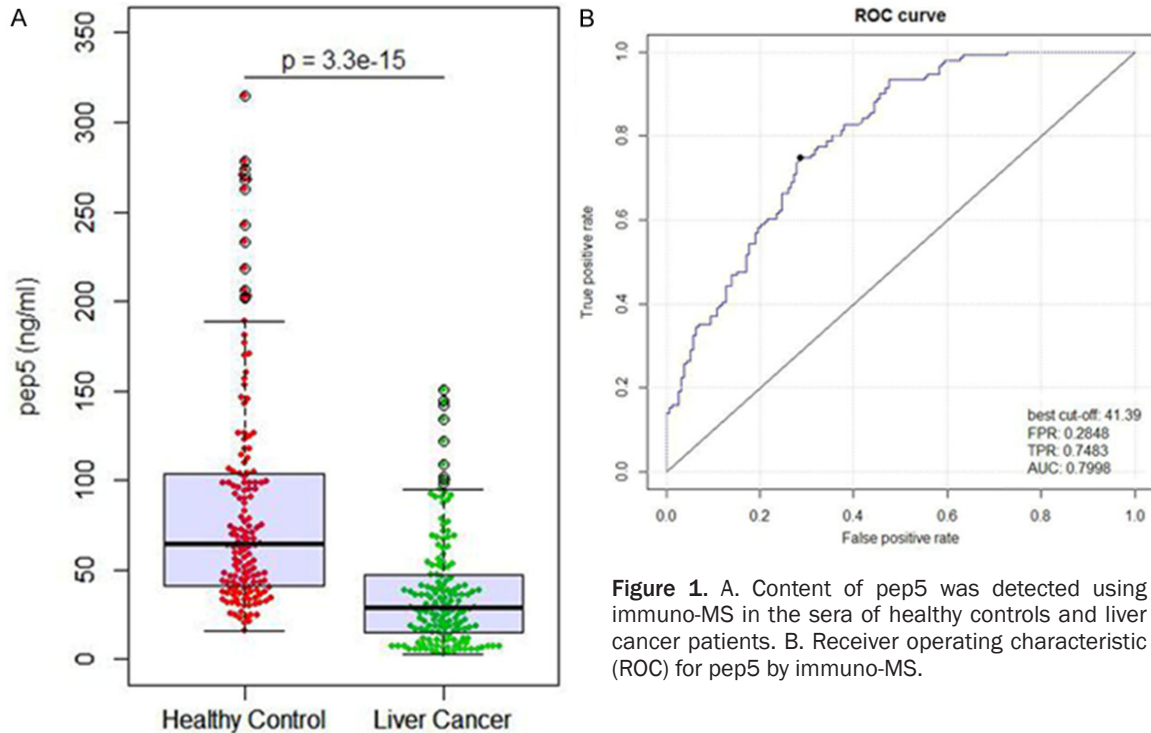 A
350
300
250
200
150
100
50
0
pep5 (ng/ml)
p = 3.3e-15
Healthy Control
Liver Cancer
B
ROC curve
1.0
0.8
0.6
0.4
0.2
0.0
True positive rate
best cut-off: 41.39
FPR: 0.2848
TPR: 0.7483
AUC: 0.7998
0.0
0.2
0.4
0.6
0.8
1.0
False positive rate
Figure 1. A. Content of pep5 was detected using
immuno-MS in the sera of healthy controls and liver
cancer patients. B. Receiver operating characteristic
(ROC) for pep5 by immuno-MS.